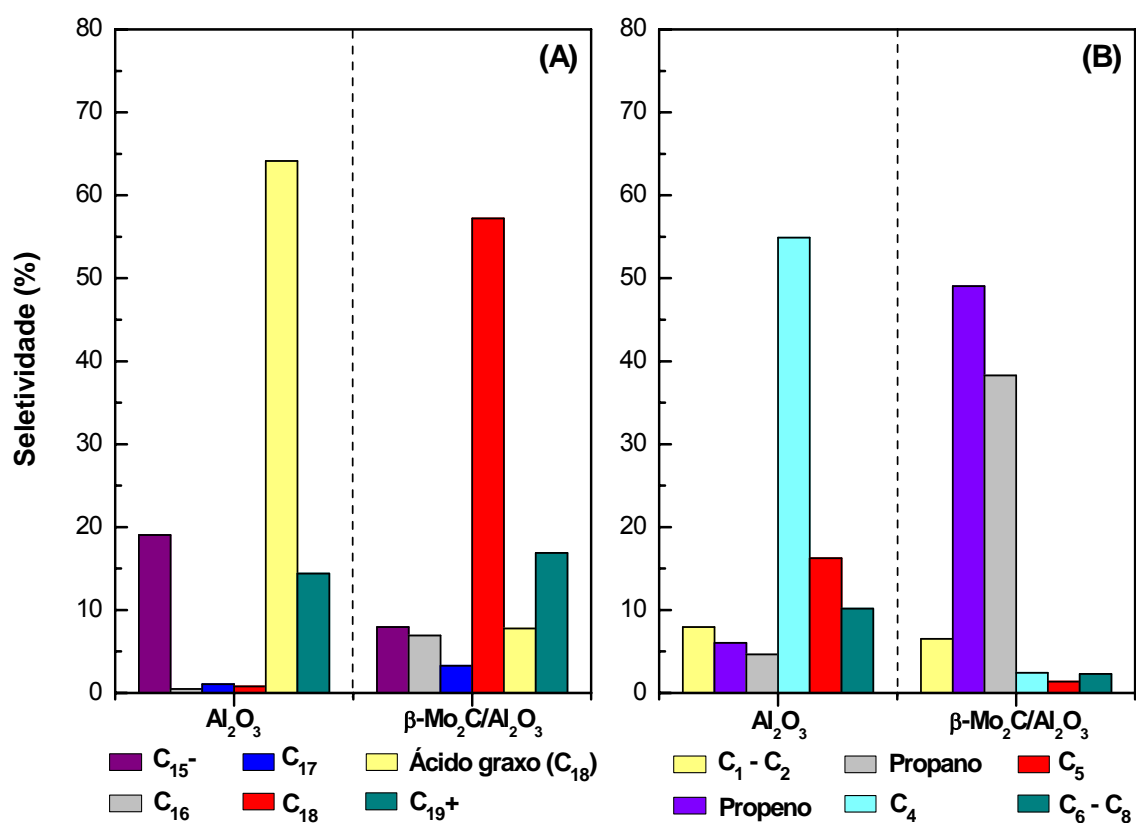 Seletividade (%)
80
70
60
50
40
30
20
10
0
(A)
Al₂O₃
β-Mo₂C/Al₂O₃
C₁₅-
C₁₇
Ácido graxo (C₁₈)
C₁₆
C₁₈
C₁₉+
80
70
60
50
40
30
20
10
0
(B)
Al₂O₃
β-Mo₂C/Al₂O₃
C₁ - C₂
Propano
C₅
Propeno
C₄
C₆ - C₈